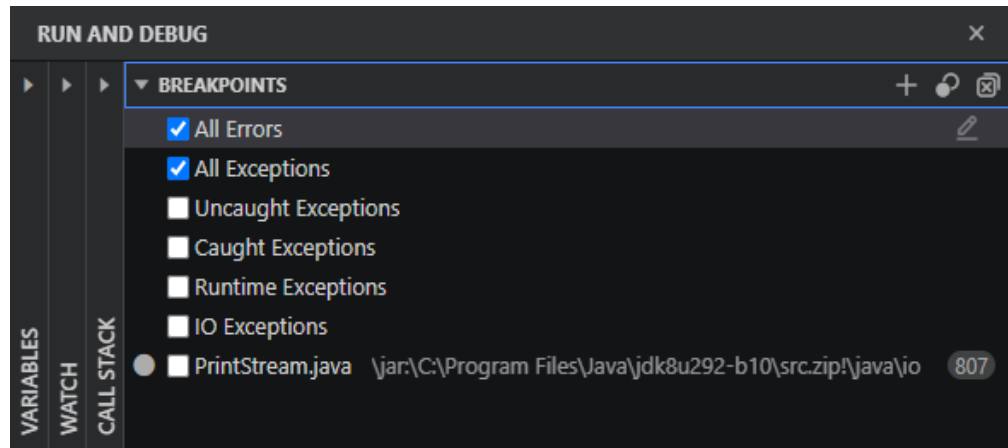 RUN AND DEBUG
VARIABLES
WATCH
CALL STACK
BREAKPOINTS
All Errors
All Exceptions
Uncaught Exceptions
Caught Exceptions
Runtime Exceptions
IO Exceptions
PrintStream.java \jar:\C:\Program Files\Java\jdk8u292-b10\src.zip!\java\io 807